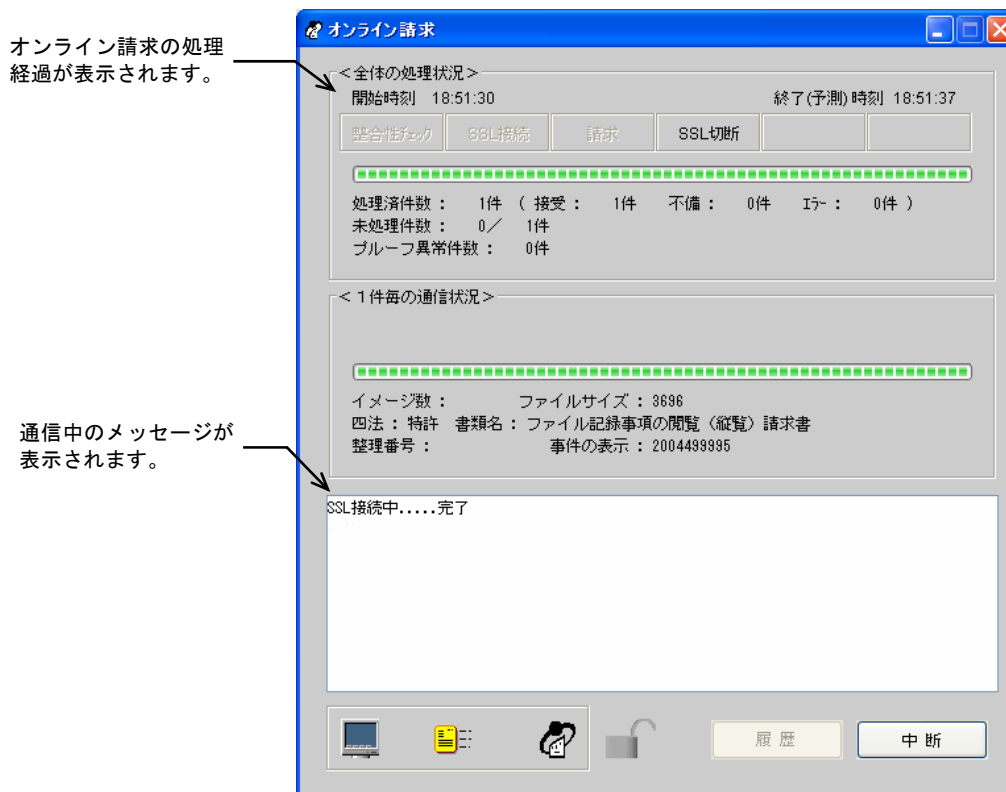 オンライン請求の処理
経過が表示されます。
オンライン請求
＜全体の処理状況＞
開始時刻 18:51:30 終了(予測)時刻 18:51:37
整合性ﾁｪｯｸ SSL接続 請求 SSL切断
処理済件数： 1件 （ 接受： 1件 不備： 0件 ｴﾗｰ： 0件 ）
未処理件数： 0／ 1件
プルーフ異常件数： 0件
＜１件毎の通信状況＞
イメージ数： ファイルサイズ：3696
四法：特許 書類名：ファイル記録事項の閲覧（縦覧）請求書
整理番号： 事件の表示：2004499995
通信中のメッセージが
表示されます。
SSL接続中.....完了
履歴 中断